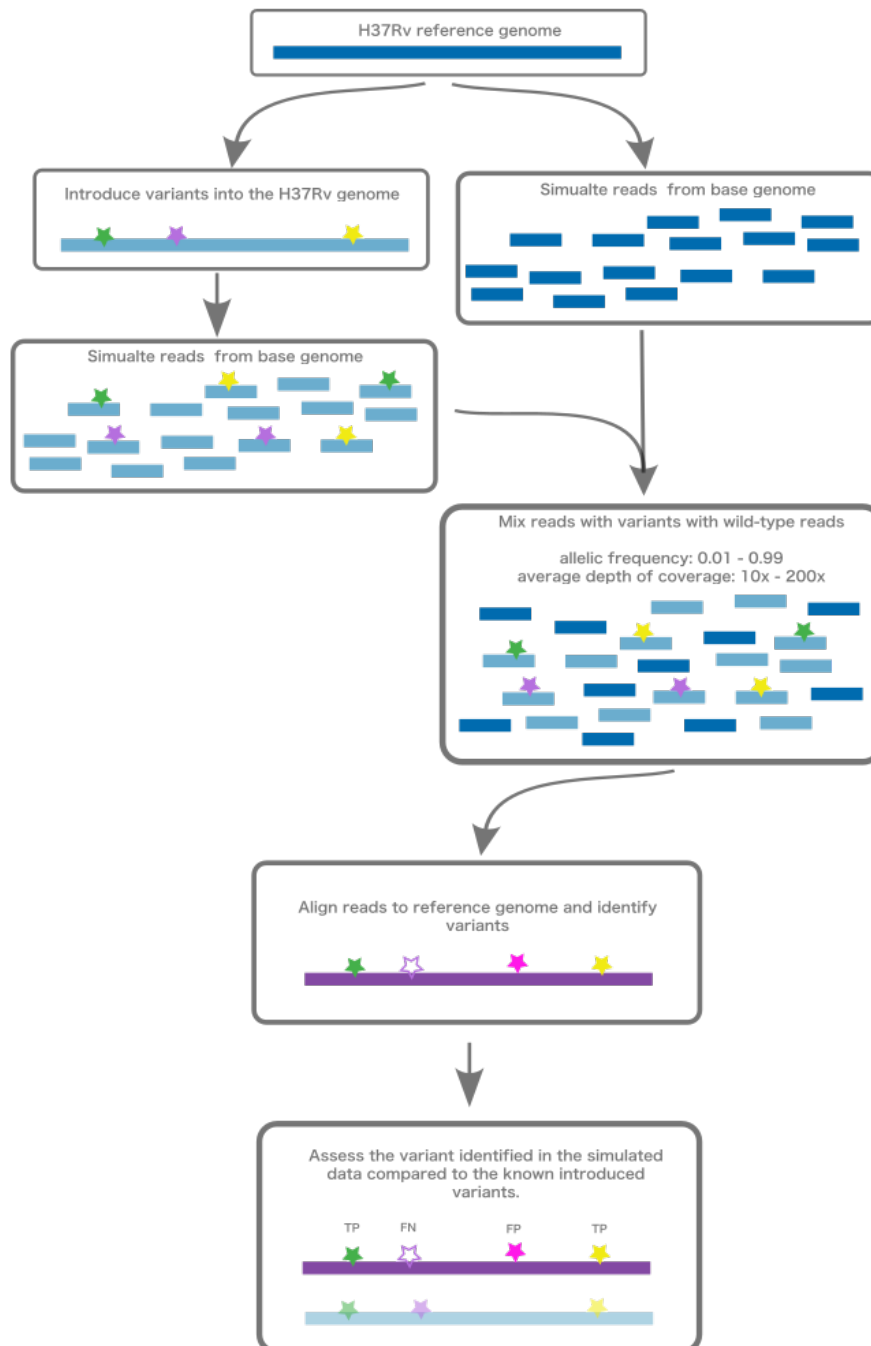 H37Rv reference genome
Introduce variants into the H37Rv genome
Simualte reads from base genome
Simualte reads from base genome
Mix reads with variants with wild-type reads
allelic frequency: 0.01 - 0.99
average depth of coverage: 10x - 200x
Align reads to reference genome and identify
variants
Assess the variant identified in the simulated
data compared to the known introduced
variants.
TP FN FP TP